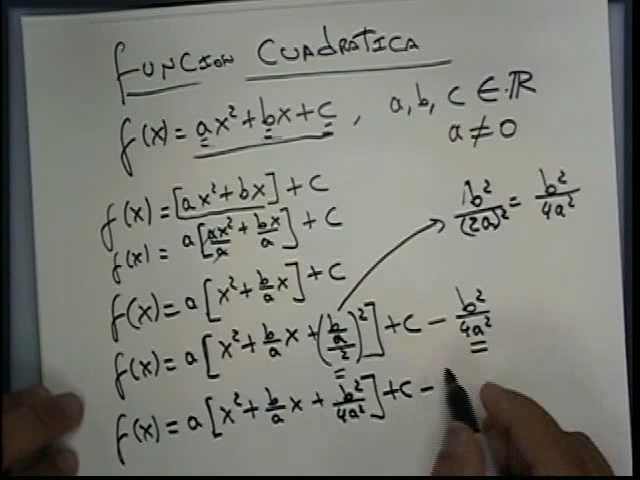 FUNCION CUADRATICA
f(x) = ax² + bx + c , a, b, c ∈ ℝ
a ≠ 0
f(x) = [ax² + bx] + c
f(x) = a[ax²/a + bx/a] + c
b²/(2a)² = b²/4a²
f(x) = a[x² + b/a x] + c
f(x) = a[x² + b/a x + (b/a/2)²] + c - b²/4a²
f(x) = a[x² + b/a x + b²/4a²] + c -